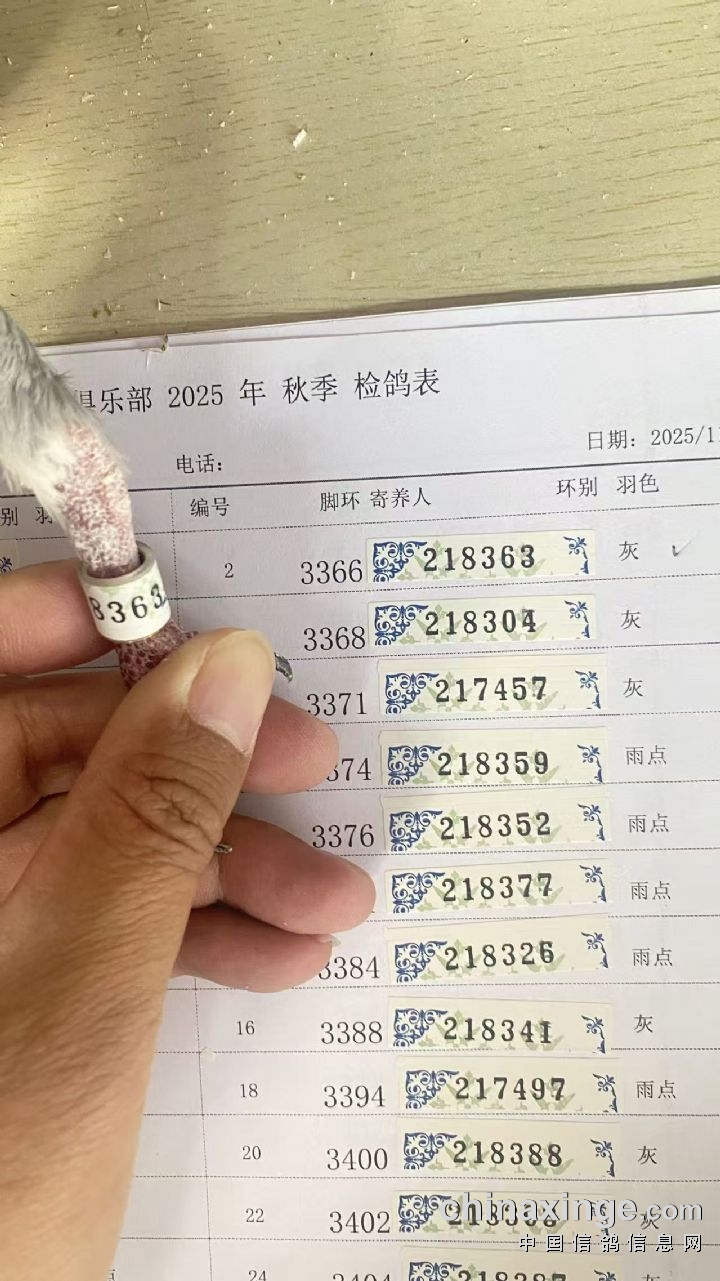 俱乐部 2025 年 秋季 检鸽表
日期：2025/1
电话：
别 编号 脚环 寄养人 环别 羽色
2 3366 218363 灰 ✓
8363
3368 218304 灰
3371 217457 灰
374 218359 雨点
3376 218352 雨点
218377 雨点
3384 218326 雨点
16 3388 218341 灰
18 3394 217497 雨点
20 3400 218388 灰
22 3402 灰
24
chinaxinge.com
中国信鸽信息网